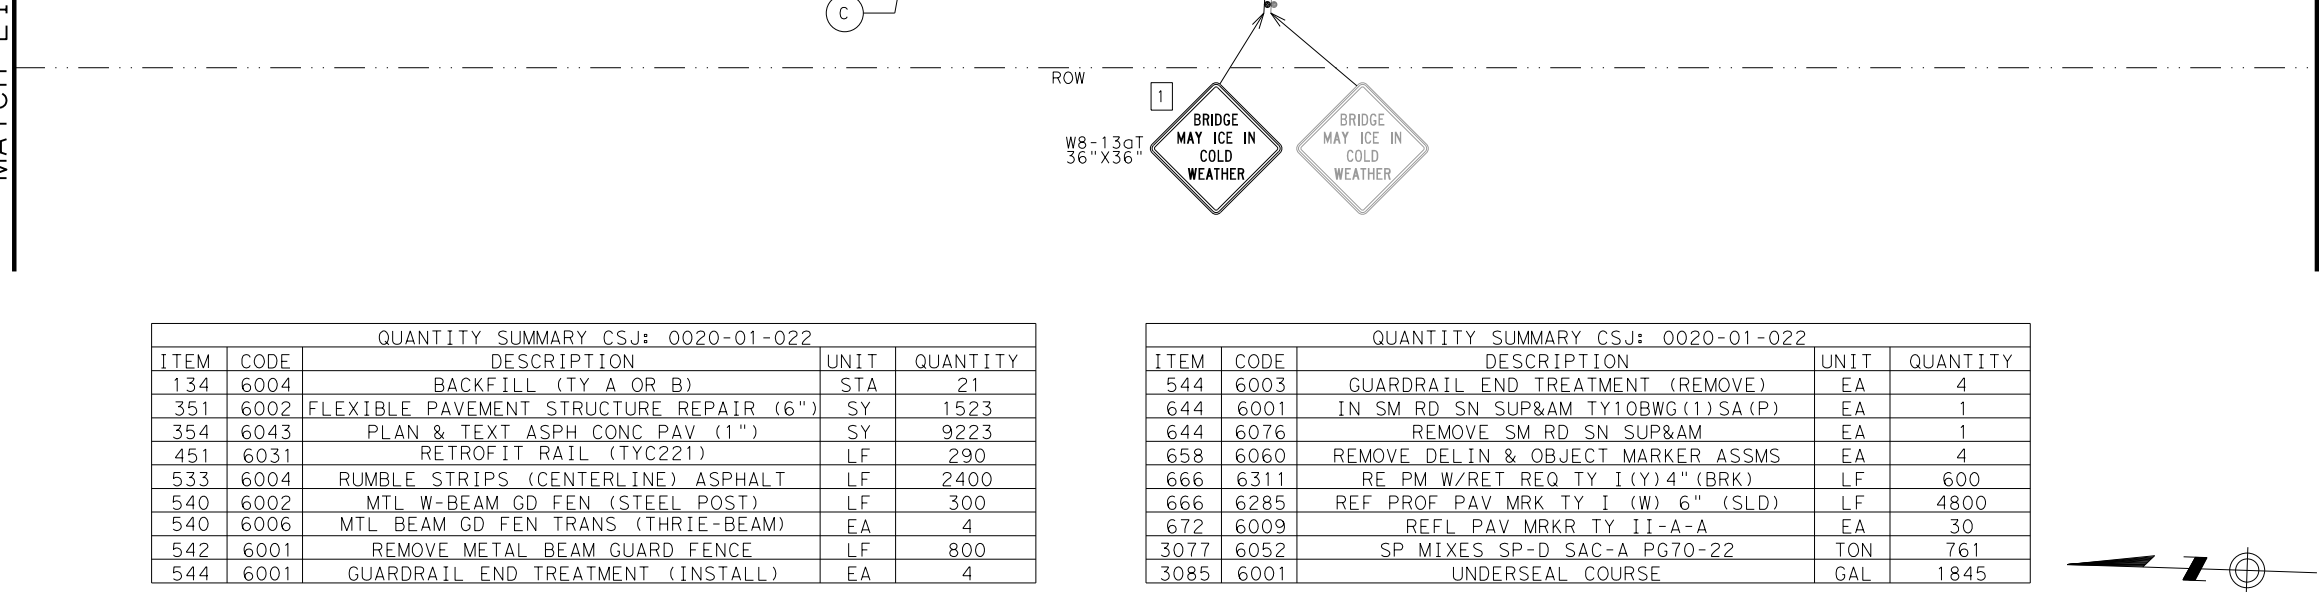 MATCH LI
C
ROW
1
W8-13aT
36"X36"
BRIDGE
MAY ICE IN
COLD
WEATHER
BRIDGE
MAY ICE IN
COLD
WEATHER
QUANTITY SUMMARY CSJ: 0020-01-022
ITEM CODE DESCRIPTION UNIT QUANTITY
134 6004 BACKFILL (TY A OR B) STA 21
351 6002 FLEXIBLE PAVEMENT STRUCTURE REPAIR (6") SY 1523
354 6043 PLAN & TEXT ASPH CONC PAV (1") SY 9223
451 6031 RETROFIT RAIL (TYC221) LF 290
533 6004 RUMBLE STRIPS (CENTERLINE) ASPHALT LF 2400
540 6002 MTL W-BEAM GD FEN (STEEL POST) LF 300
540 6006 MTL BEAM GD FEN TRANS (THRIE-BEAM) EA 4
542 6001 REMOVE METAL BEAM GUARD FENCE LF 800
544 6001 GUARDRAIL END TREATMENT (INSTALL) EA 4
QUANTITY SUMMARY CSJ: 0020-01-022
ITEM CODE DESCRIPTION UNIT QUANTITY
544 6003 GUARDRAIL END TREATMENT (REMOVE) EA 4
644 6001 IN SM RD SN SUP&AM TY10BWG(1)SA(P) EA 1
644 6076 REMOVE SM RD SN SUP&AM EA 1
658 6060 REMOVE DELIN & OBJECT MARKER ASSMS EA 4
666 6311 RE PM W/RET REQ TY I(Y)4"(BRK) LF 600
666 6285 REF PROF PAV MRK TY I (W) 6" (SLD) LF 4800
672 6009 REFL PAV MRKR TY II-A-A EA 30
3077 6052 SP MIXES SP-D SAC-A PG70-22 TON 761
3085 6001 UNDERSEAL COURSE GAL 1845